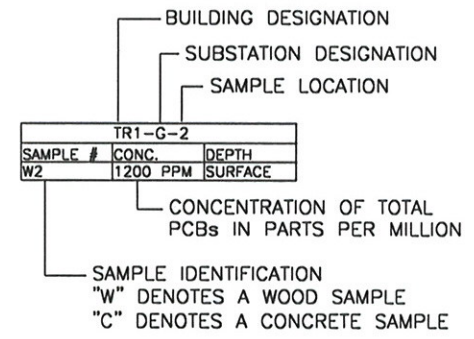 BUILDING DESIGNATION
SUBSTATION DESIGNATION
SAMPLE LOCATION
TR1-G-2
SAMPLE # CONC. DEPTH
W2 1200 PPM SURFACE
CONCENTRATION OF TOTAL
PCBs IN PARTS PER MILLION
SAMPLE IDENTIFICATION
"W" DENOTES A WOOD SAMPLE
"C" DENOTES A CONCRETE SAMPLE